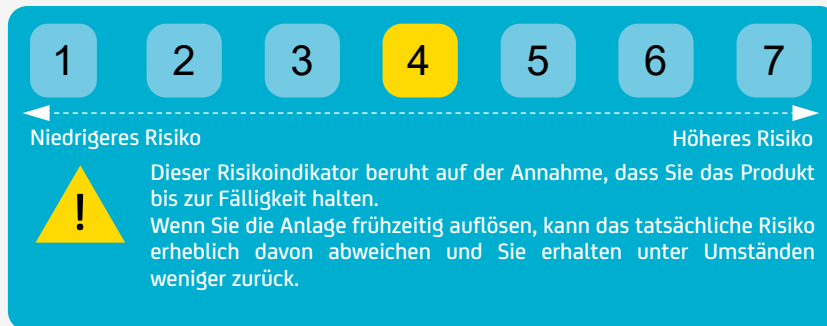 1 2 3 4 5 6 7
Niedrigeres Risiko Höheres Risiko
!
Dieser Risikoindikator beruht auf der Annahme, dass Sie das Produkt
bis zur Fälligkeit halten.
Wenn Sie die Anlage frühzeitig auflösen, kann das tatsächliche Risiko
erheblich davon abweichen und Sie erhalten unter Umständen
weniger zurück.